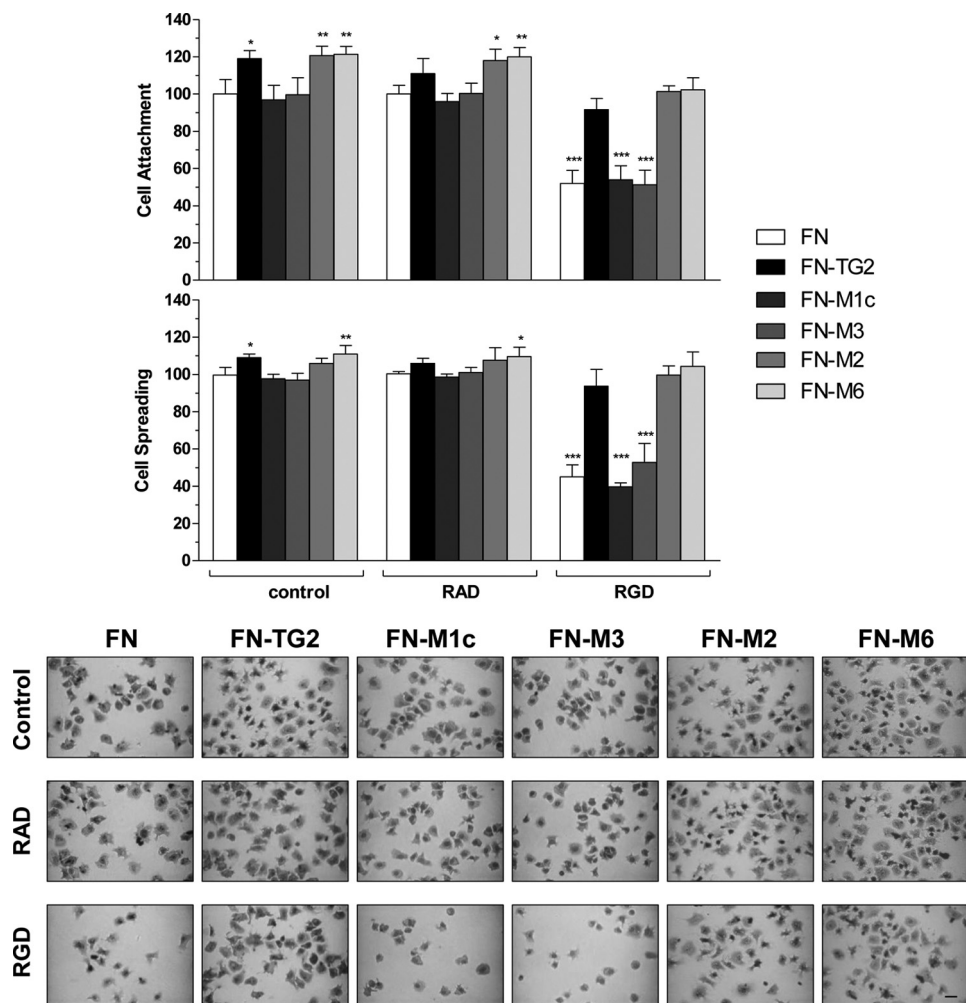 140
120
100
80
60
40
20
0
Cell Attachment
* ** **
* **
*** *** ***
140
120
100
80
60
40
20
0
Cell Spreading
* **
*
*** *** ***
control RAD RGD
FN
FN-TG2
FN-M1c
FN-M3
FN-M2
FN-M6
FN FN-TG2 FN-M1c FN-M3 FN-M2 FN-M6
Control
RAD
RGD